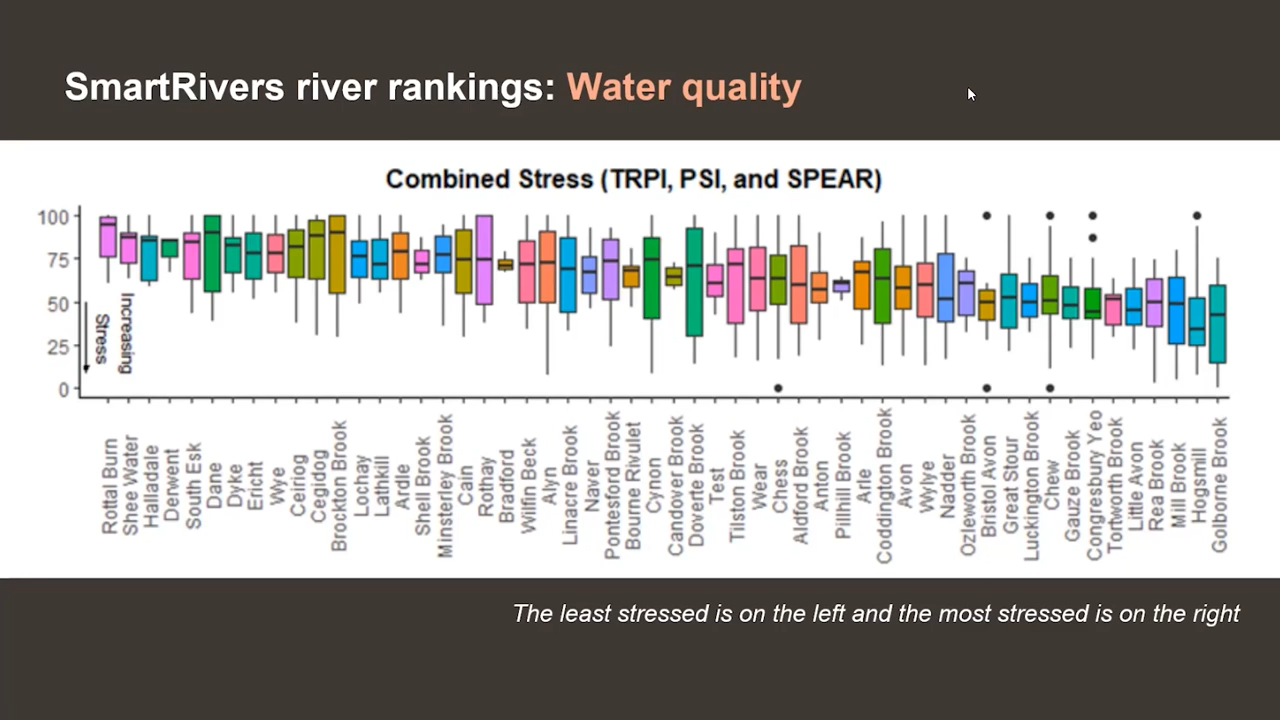 SmartRivers river rankings: Water quality
Combined Stress (TRPI, PSI, and SPEAR)
100
75
50
25
0
Increasing
Stress
Rottal Burn
Shee Water
Halladale
Derwent
South Esk
Dane
Dyke
Ericht
Wye
Ceiriog
Cegidog
Brockton Brook
Lochay
Lathkill
Ardle
Shell Brook
Minsterley Brook
Cain
Rothay
Bradford
Wilfin Beck
Alyn
Linacre Brook
Naver
Pontesford Brook
Bourne Rivulet
Cynon
Candover Brook
Doverte Brook
Test
Tilston Brook
Wear
Chess
Aldford Brook
Anton
Pillhill Brook
Arle
Coddington Brook
Avon
Wylye
Nadder
Ozleworth Brook
Bristol Avon
Great Stour
Luckington Brook
Chew
Gauze Brook
Congresbury Yeo
Tortworth Brook
Little Avon
Rea Brook
Mill Brook
Hogsmill
Golborne Brook
The least stressed is on the left and the most stressed is on the right